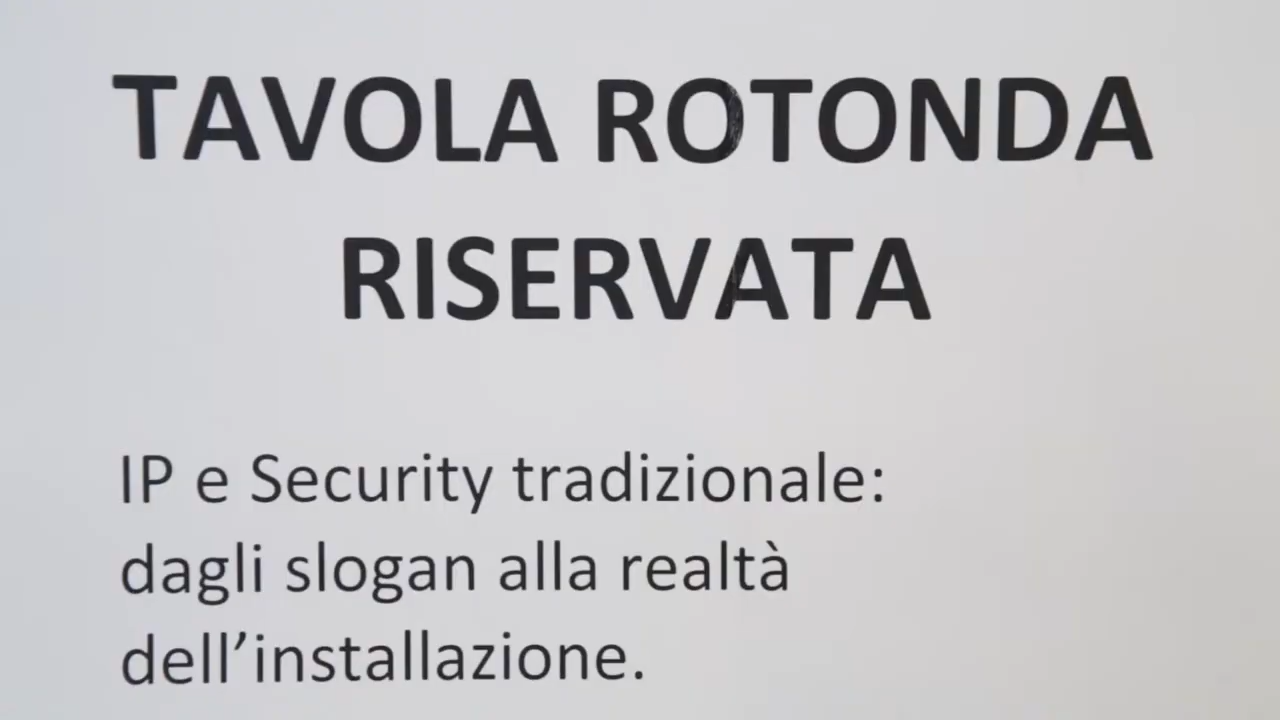 TAVOLA ROTONDA
RISERVATA
IP e Security tradizionale:
dagli slogan alla realtà
dell’installazione.